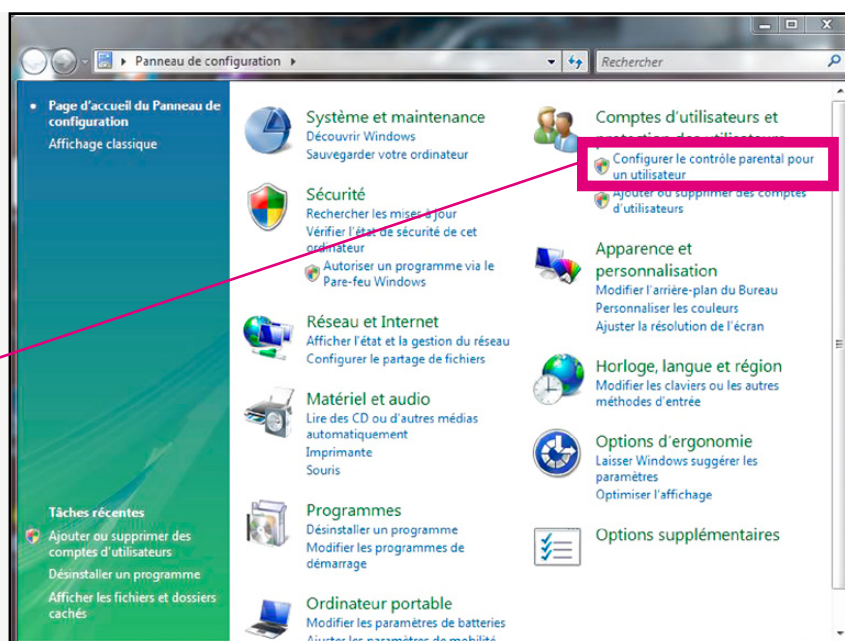 Panneau de configuration
Rechercher
Page d'accueil du Panneau de
configuration
Affichage classique
Système et maintenance
Découvrir Windows
Sauvegarder votre ordinateur
Sécurité
Rechercher les mises à jour
Vérifier l'état de sécurité de cet
ordinateur
Autoriser un programme via le
Pare-feu Windows
Réseau et Internet
Afficher l'état et la gestion du réseau
Configurer le partage de fichiers
Matériel et audio
Lire des CD ou d'autres médias
automatiquement
Imprimante
Souris
Programmes
Désinstaller un programme
Modifier les programmes de
démarrage
Ordinateur portable
Modifier les paramètres de batteries
Ajuster les paramètres de mobilité
Comptes d'utilisateurs et
protection des utilisateurs
Configurer le contrôle parental pour
un utilisateur
Ajouter ou supprimer des comptes
d'utilisateurs
Apparence et
personnalisation
Modifier l'arrière-plan du Bureau
Personnaliser les couleurs
Ajuster la résolution de l'écran
Horloge, langue et région
Modifier les claviers ou les autres
méthodes d'entrée
Options d'ergonomie
Laisser Windows suggérer les
paramètres
Optimiser l'affichage
Options supplémentaires
Tâches récentes
Ajouter ou supprimer des
comptes d'utilisateurs
Désinstaller un programme
Afficher les fichiers et dossiers
cachés